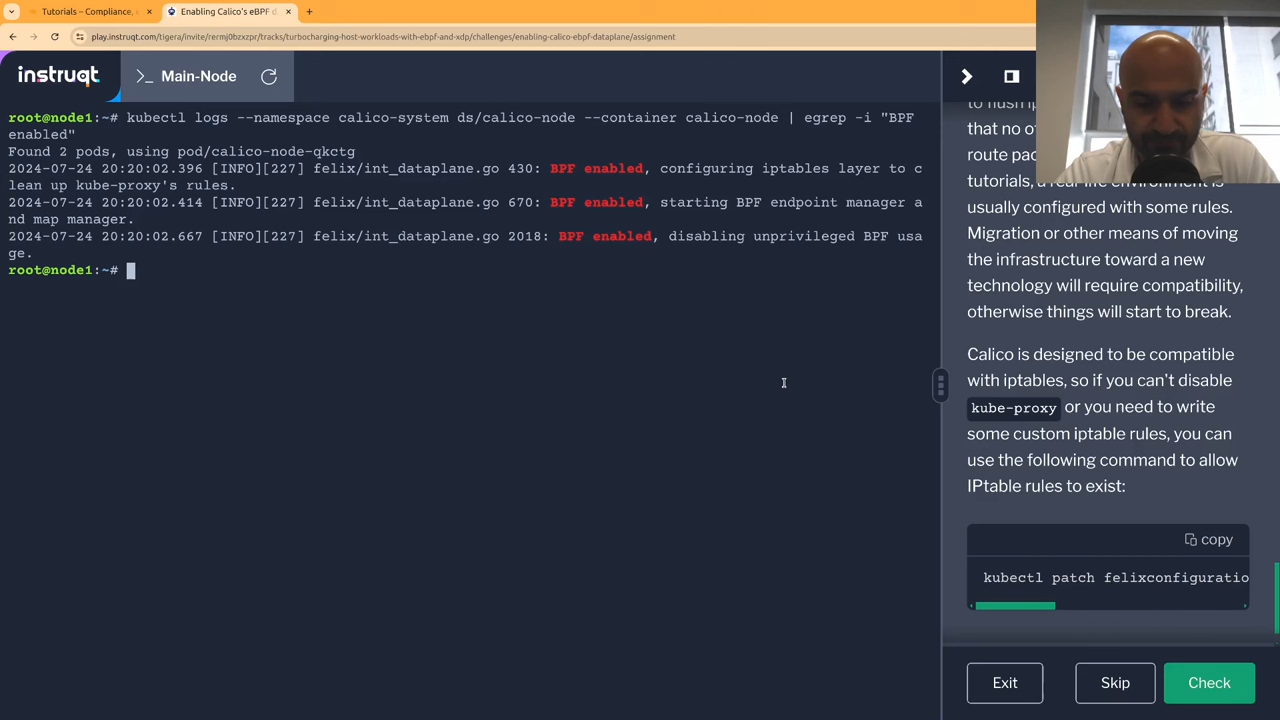 Tutorials – Compliance, 
Enabling Calico's eBPF d
play.instruqt.com/tigera/invite/rermj0bzxzpr/tracks/turbocharging-host-workloads-with-ebpf-and-xdp/challenges/enabling-calico-ebpf-dataplane/assignment
instruqt
>_ Main-Node
root@node1:~# kubectl logs --namespace calico-system ds/calico-node --container calico-node | egrep -i "BPF
enabled"
Found 2 pods, using pod/calico-node-qkctg
2024-07-24 20:20:02.396 [INFO][227] felix/int_dataplane.go 430: BPF enabled, configuring iptables layer to c
lean up kube-proxy's rules.
2024-07-24 20:20:02.414 [INFO][227] felix/int_dataplane.go 670: BPF enabled, starting BPF endpoint manager a
nd map manager.
2024-07-24 20:20:02.667 [INFO][227] felix/int_dataplane.go 2018: BPF enabled, disabling unprivileged BPF usa
ge.
root@node1:~#
that no o
route pac
tutorials, a real-life environment is
usually configured with some rules.
Migration or other means of moving
the infrastructure toward a new
technology will require compatibility,
otherwise things will start to break.
Calico is designed to be compatible
with iptables, so if you can't disable
kube-proxy or you need to write
some custom iptable rules, you can
use the following command to allow
IPtable rules to exist:
copy
kubectl patch felixconfiguratio
Exit
Skip
Check